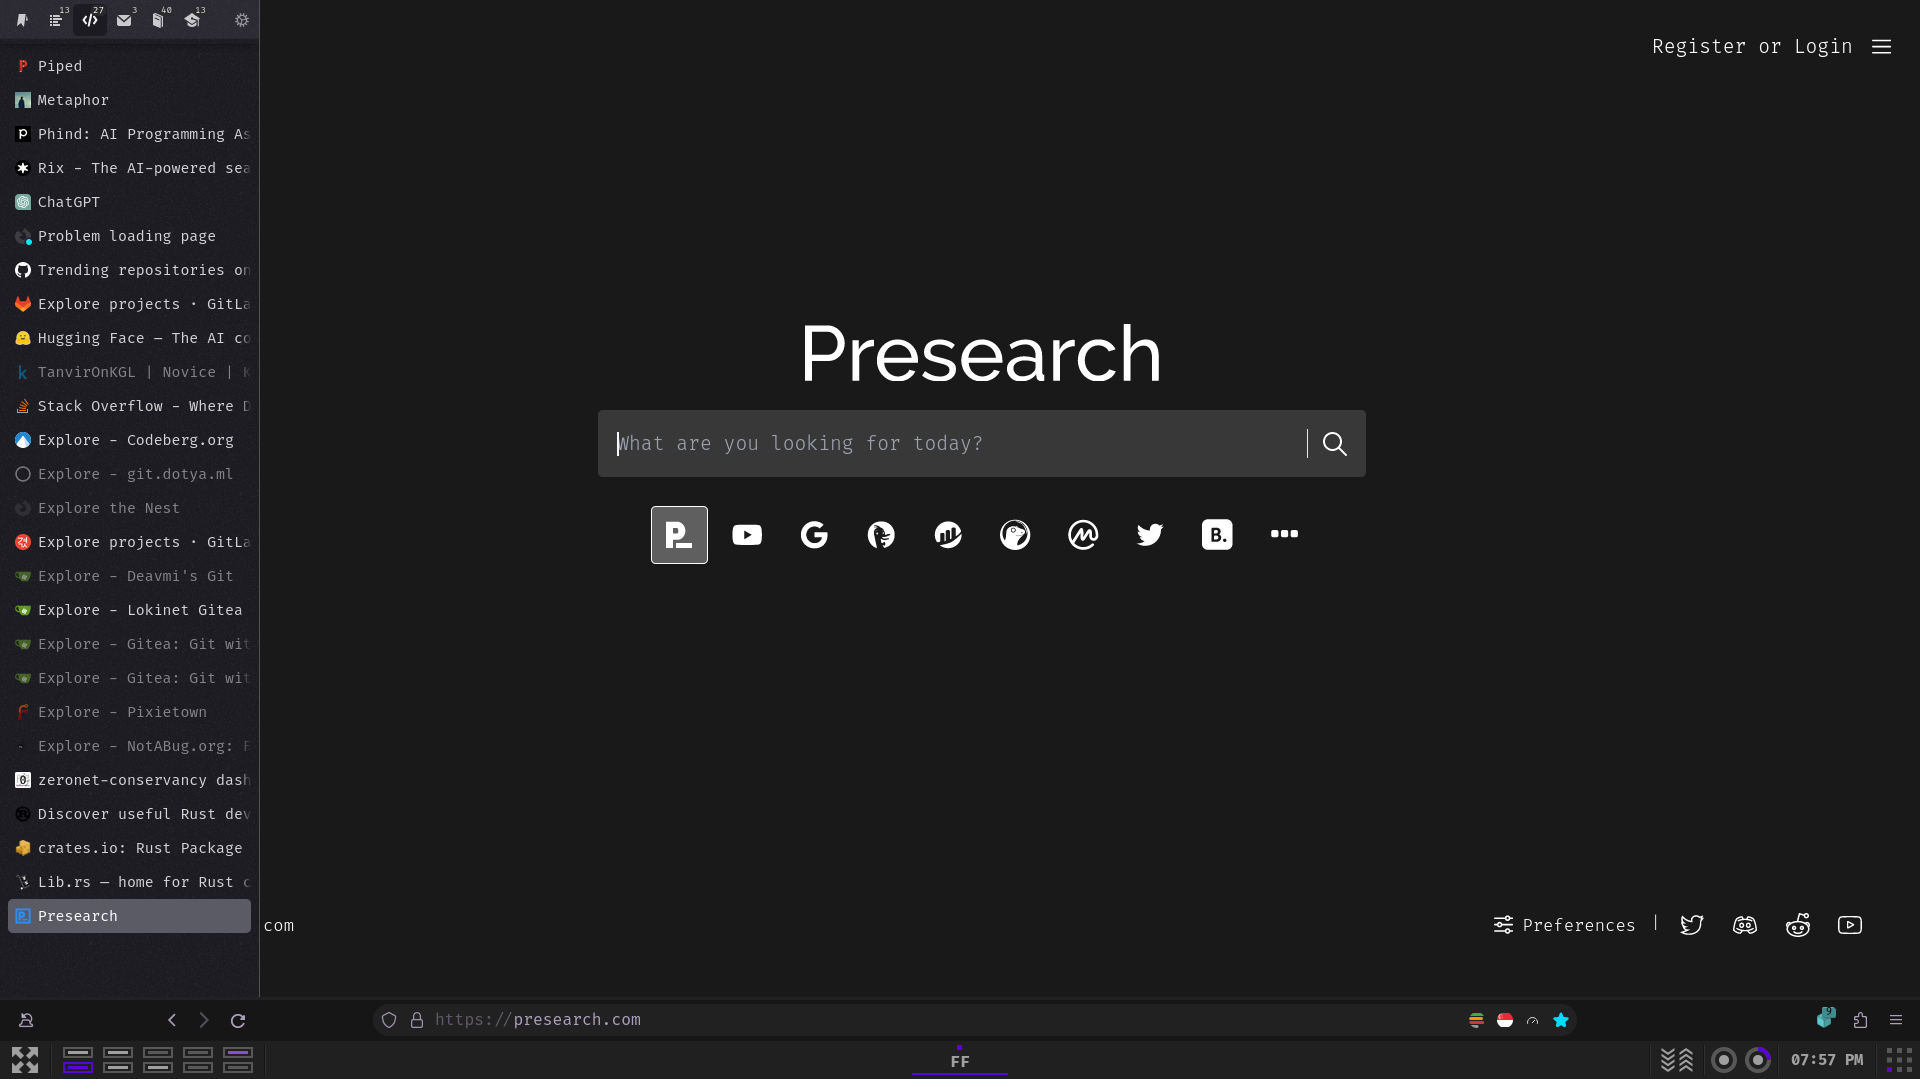 13 27 3 40 13
Register or Login
Piped
Metaphor
Phind: AI Programming As
Rix - The AI-powered sea
ChatGPT
Problem loading page
Trending repositories on
Explore projects · GitLa
Hugging Face – The AI co
TanvirOnKGL | Novice | K
Stack Overflow - Where D
Explore - Codeberg.org
Explore - git.dotya.ml
Explore the Nest
Explore projects · GitLa
Explore - Deavmi's Git
Explore - Lokinet Gitea
Explore - Gitea: Git wit
Explore - Gitea: Git wit
Explore - Pixietown
Explore - NotABug.org: F
zeronet-conservancy dash
Discover useful Rust dev
crates.io: Rust Package
Lib.rs — home for Rust c
Presearch
Presearch
What are you looking for today?
com
Preferences
https://presearch.com
9
FF
07:57 PM